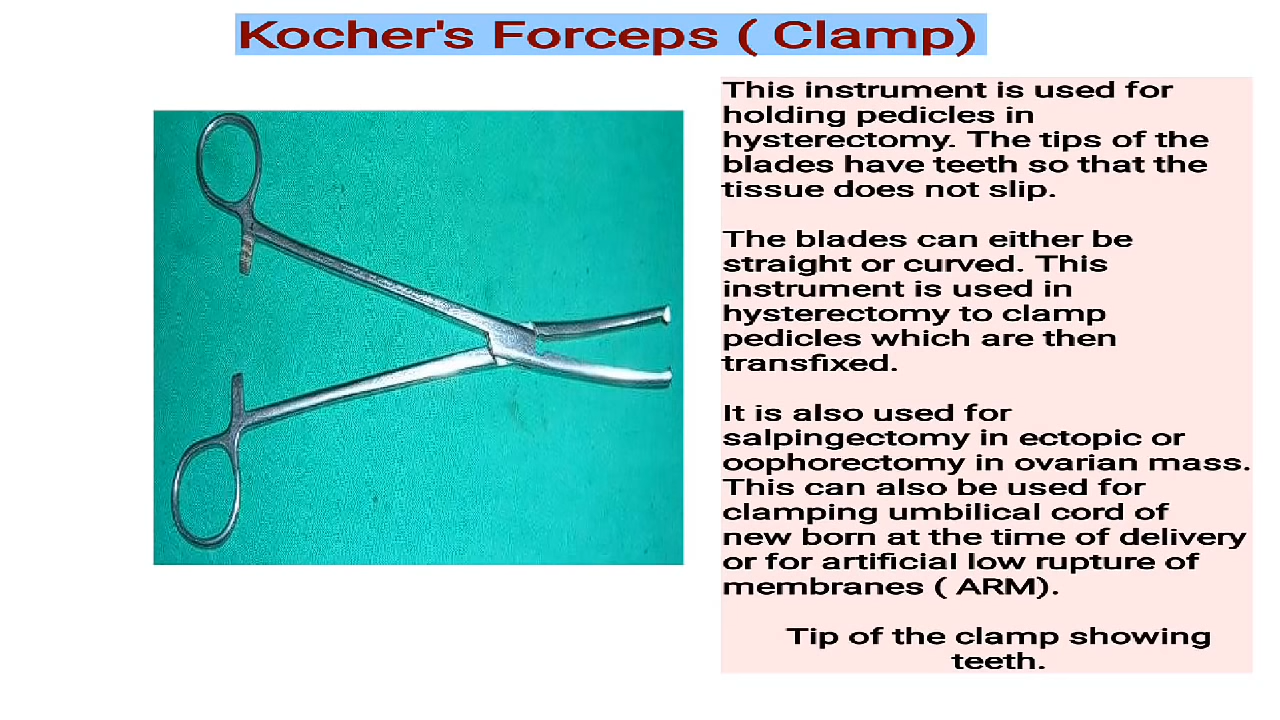 Kocher's Forceps ( Clamp)
This instrument is used for
holding pedicles in
hysterectomy. The tips of the
blades have teeth so that the
tissue does not slip.
The blades can either be
straight or curved. This
instrument is used in
hysterectomy to clamp
pedicles which are then
transfixed.
It is also used for
salpingectomy in ectopic or
oophorectomy in ovarian mass.
This can also be used for
clamping umbilical cord of
new born at the time of delivery
or for artificial low rupture of
membranes ( ARM).
Tip of the clamp showing
teeth.